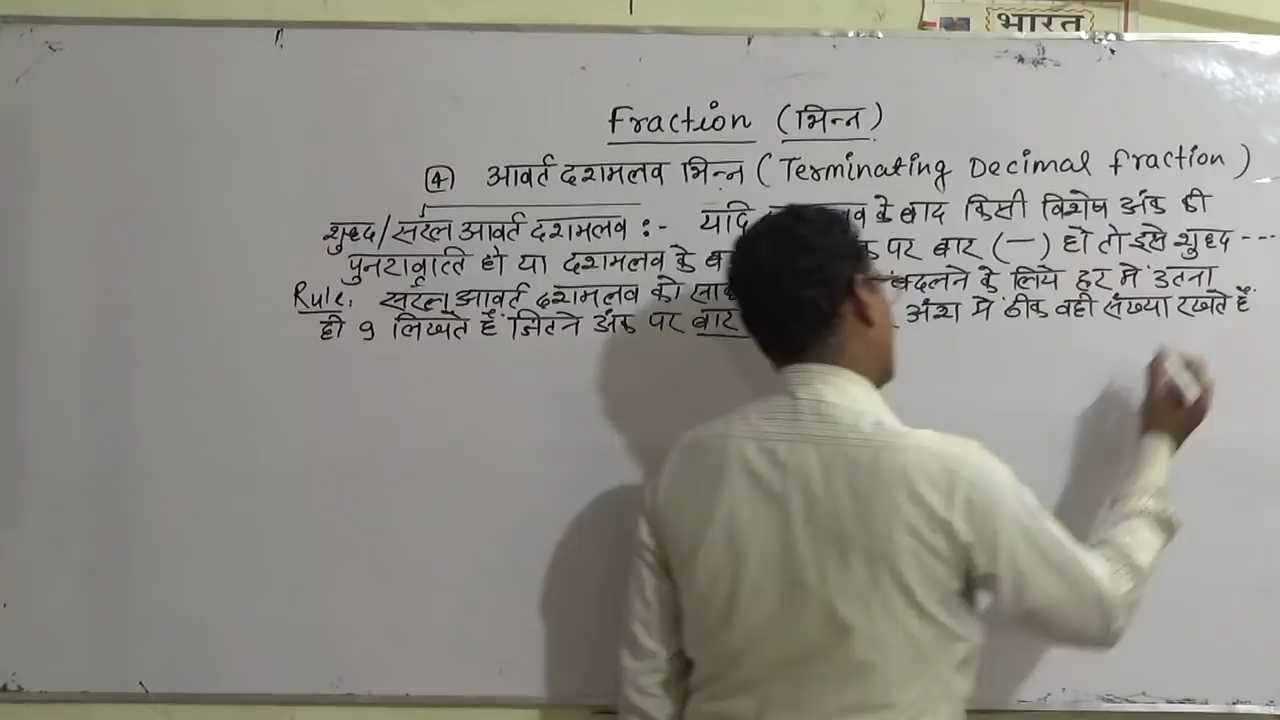 भारत
Fraction (भिन्न)
(4) आवर्त दशमलव भिन्न (Terminating Decimal fraction)
शुध्द/सरल आवर्त दशमलव :- यदि के बाद किसी विशेष अंक की
पुनरावृत्ति हो या दशमलव के पर बार (—) हो तो इसे शुध्द ---
Rule: सरल आवर्त दशमलव को बदलने के लिये हर मे उतना
ही 9 लिखते हैं जितने अंक पर बार अंश मे ठीक वही संख्या रखते हैं